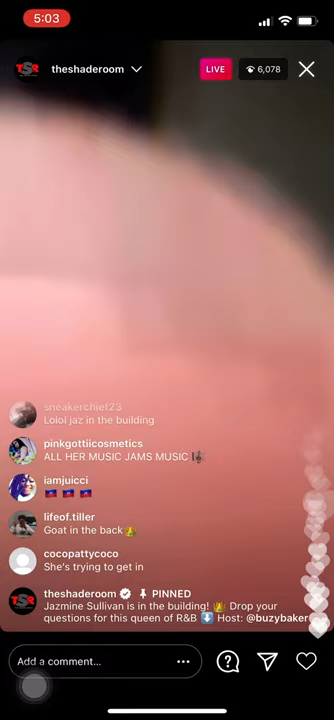 5:03
TSR theshaderoom LIVE 6,078
sneakerchief23
Lolol jaz in the building
pinkgottiicosmetics
ALL HER MUSIC JAMS MUSIC 🎼
iamjuicci
🇭🇹 🇭🇹 🇭🇹
lifeof.tiller
Goat in the back👑
cocopattycoco
She's trying to get in
theshaderoom PINNED
Jazmine Sullivan is in the building! 👑 Drop your
questions for this queen of R&B ⬇️ Host: @buzybaker
Add a comment...